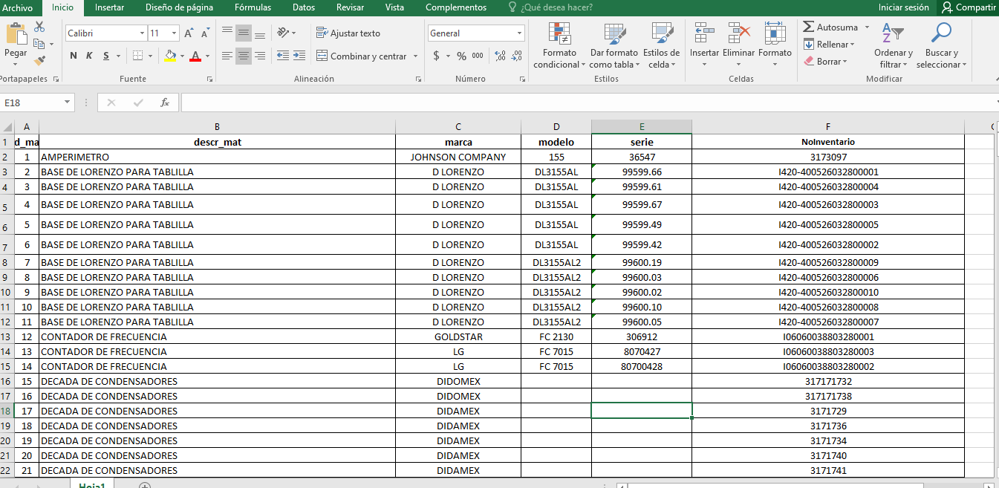 Archivo Inicio Insertar Diseño de página Fórmulas Datos Revisar Vista Complementos ¿Qué desea hacer? Iniciar sesión Compartir
Pegar
Portapapeles
Calibri 11
N K S
Fuente
Ajustar texto
Combinar y centrar
Alineación
General
$ % 000
Número
Formato condicional
Dar formato como tabla
Estilos de celda
Estilos
Insertar Eliminar Formato
Celdas
Autosuma
Rellenar
Borrar
Ordenar y filtrar
Buscar y seleccionar
Modificar
E18 fx
A B C D E F
1 d_ma descr_mat marca modelo serie NoInventario
2 1 AMPERIMETRO JOHNSON COMPANY 155 36547 3173097
3 2 BASE DE LORENZO PARA TABLILLA D LORENZO DL3155AL 99599.66 I420-400526032800001
4 3 BASE DE LORENZO PARA TABLILLA D LORENZO DL3155AL 99599.61 I420-400526032800004
5 4 BASE DE LORENZO PARA TABLILLA D LORENZO DL3155AL 99599.67 I420-400526032800003
6 5 BASE DE LORENZO PARA TABLILLA D LORENZO DL3155AL 99599.49 I420-400526032800005
7 6 BASE DE LORENZO PARA TABLILLA D LORENZO DL3155AL 99599.42 I420-400526032800002
8 7 BASE DE LORENZO PARA TABLILLA D LORENZO DL3155AL2 99600.19 I420-400526032800009
9 8 BASE DE LORENZO PARA TABLILLA D LORENZO DL3155AL2 99600.03 I420-400526032800006
10 9 BASE DE LORENZO PARA TABLILLA D LORENZO DL3155AL2 99600.02 I420-400526032800010
11 10 BASE DE LORENZO PARA TABLILLA D LORENZO DL3155AL2 99600.10 I420-400526032800008
12 11 BASE DE LORENZO PARA TABLILLA D LORENZO DL3155AL2 99600.05 I420-400526032800007
13 12 CONTADOR DE FRECUENCIA GOLDSTAR FC 2130 306912 I06060038803280001
14 13 CONTADOR DE FRECUENCIA LG FC 7015 8070427 I06060038803280003
15 14 CONTADOR DE FRECUENCIA LG FC 7015 80700428 I06060038803280002
16 15 DECADA DE CONDENSADORES DIDOMEX 317171732
17 16 DECADA DE CONDENSADORES DIDOMEX 317171738
18 17 DECADA DE CONDENSADORES DIDAMEX 3171729
19 18 DECADA DE CONDENSADORES DIDAMEX 3171736
20 19 DECADA DE CONDENSADORES DIDAMEX 3171734
21 20 DECADA DE CONDENSADORES DIDAMEX 3171740
22 21 DECADA DE CONDENSADORES DIDAMEX 3171741
Hoja1